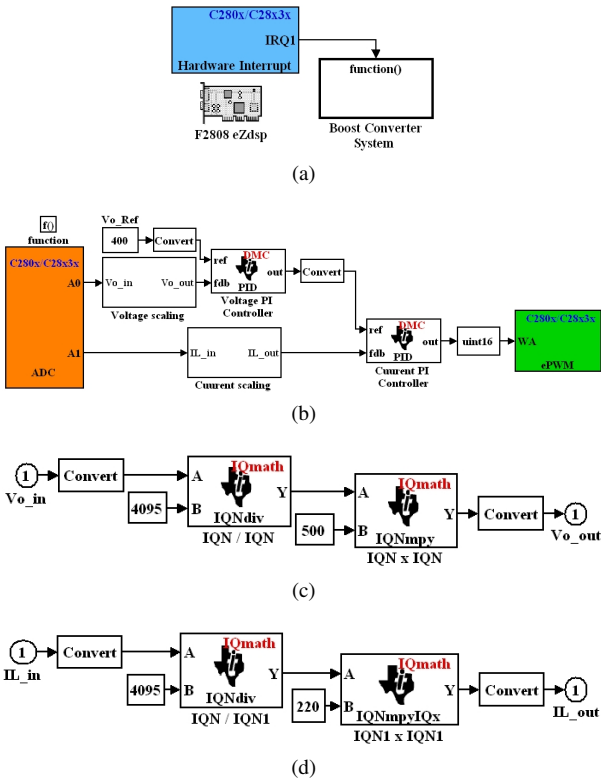 C280x/C28x3x
IRQ1
Hardware Interrupt
function()
F2808 eZdsp
Boost Converter
System
(a)
f()
function
Vo_Ref
400
Convert
C280x/C28x3x
A0
A1
ADC
Vo_in
Vo_out
Voltage scaling
ref
fdb
DMC
PID
out
Voltage PI
Controller
Convert
IL_in
IL_out
Cuurent scaling
ref
fdb
DMC
PID
out
Cuurent PI
Controller
uint16
C280x/C28x3x
WA
ePWM
(b)
1
Vo_in
Convert
4095
A
B
IQmath
Y
IQNdiv
IQN / IQN
500
A
B
IQmath
Y
IQNmpy
IQN x IQN
Convert
1
Vo_out
(c)
1
IL_in
Convert
4095
A
B
IQmath
Y
IQNdiv
IQN / IQN1
220
A
B
IQmath
Y
IQNmpyIQx
IQN1 x IQN1
Convert
1
IL_out
(d)